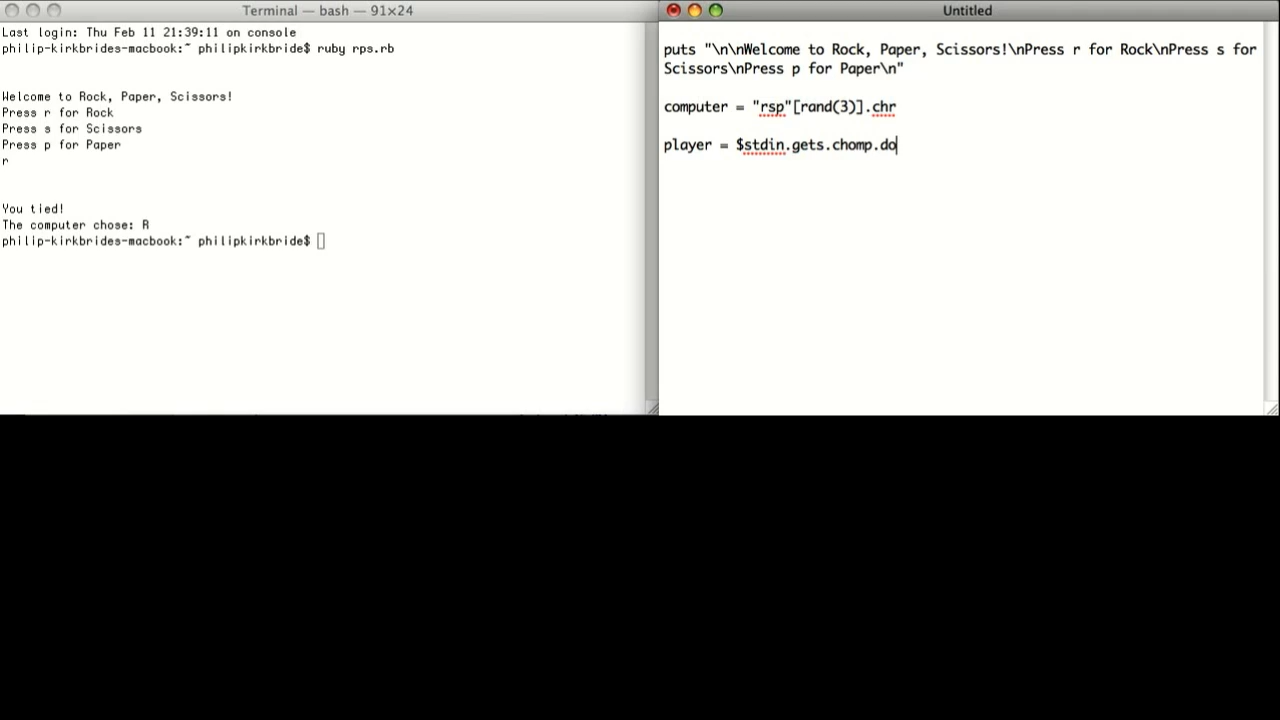 Terminal — bash — 91×24
Last login: Thu Feb 11 21:39:11 on console
philip-kirkbrides-macbook:~ philipkirkbride$ ruby rps.rb
Welcome to Rock, Paper, Scissors!
Press r for Rock
Press s for Scissors
Press p for Paper
r
You tied!
The computer chose: R
philip-kirkbrides-macbook:~ philipkirkbride$
Untitled
puts "\n\nWelcome to Rock, Paper, Scissors!\nPress r for Rock\nPress s for
Scissors\nPress p for Paper\n"
computer = "rsp"[rand(3)].chr
player = $stdin.gets.chomp.do